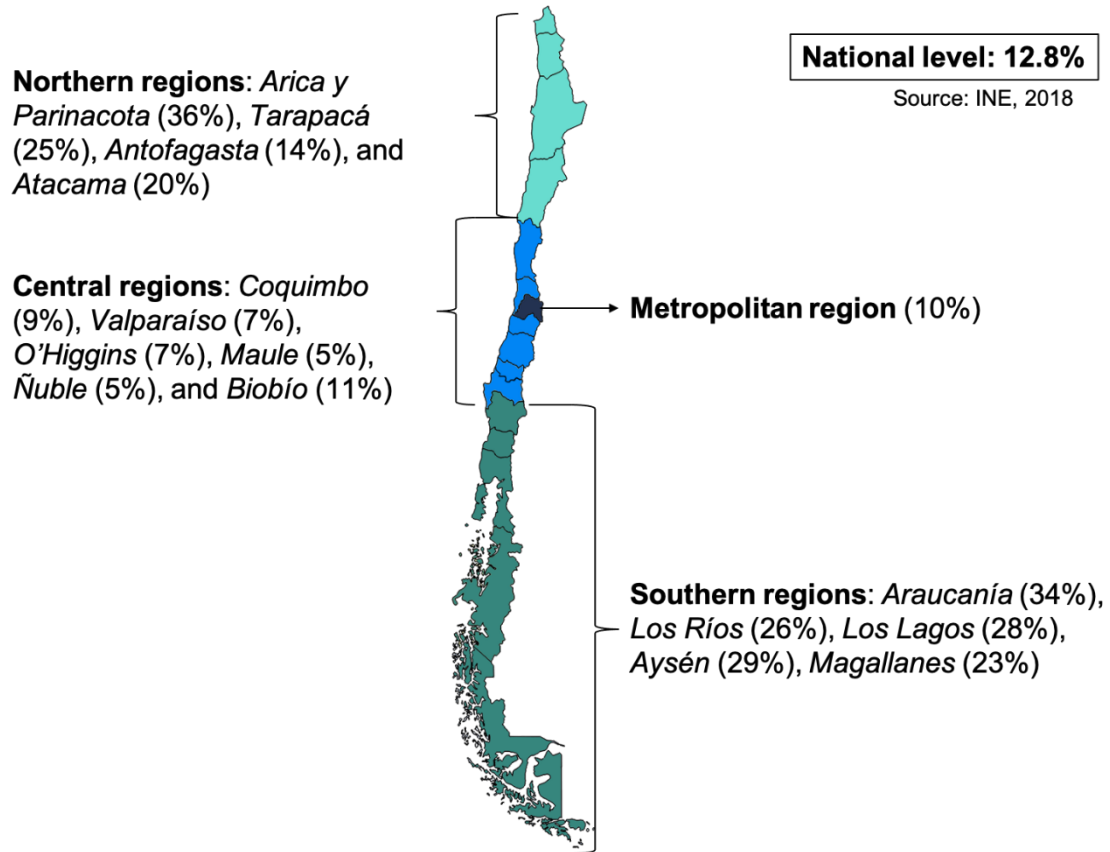 National level: 12.8%
Source: INE, 2018
Northern regions: Arica y
Parinacota (36%), Tarapacá
(25%), Antofagasta (14%), and
Atacama (20%)
Central regions: Coquimbo
(9%), Valparaíso (7%),
O’Higgins (7%), Maule (5%),
Ñuble (5%), and Biobío (11%)
Metropolitan region (10%)
Southern regions: Araucanía (34%),
Los Ríos (26%), Los Lagos (28%),
Aysén (29%), Magallanes (23%)